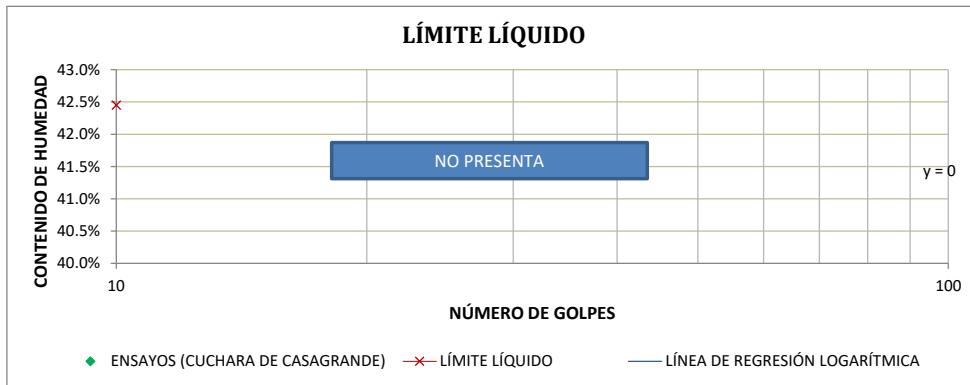 LÍMITE LÍQUIDO
CONTENIDO DE HUMEDAD
43.0%
42.5%
42.0%
41.5%
41.0%
40.5%
40.0%
NO PRESENTA
y = 0
10
100
NÚMERO DE GOLPES
ENSAYOS (CUCHARA DE CASAGRANDE)
LÍMITE LÍQUIDO
LÍNEA DE REGRESIÓN LOGARÍTMICA